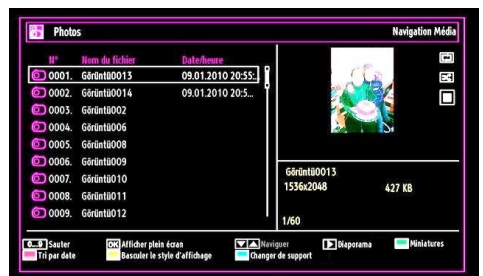 Photos Navigation Média
N° Nom du fichier Date/heure
0001. Görüntü0013 09.01.2010 20:55:
0002. Görüntü0014 09.01.2010 20:5...
0003. Görüntü002
0004. Görüntü006
0005. Görüntü008
0006. Görüntü009
0007. Görüntü010
0008. Görüntü011
0009. Görüntü012
Görüntü0013
1536x2048 427 KB
1/60
0...9 Sauter OK Afficher plein écran Naviguer Diaporama Miniatures
Tri par date Basculer le style d'affichage Changer de support